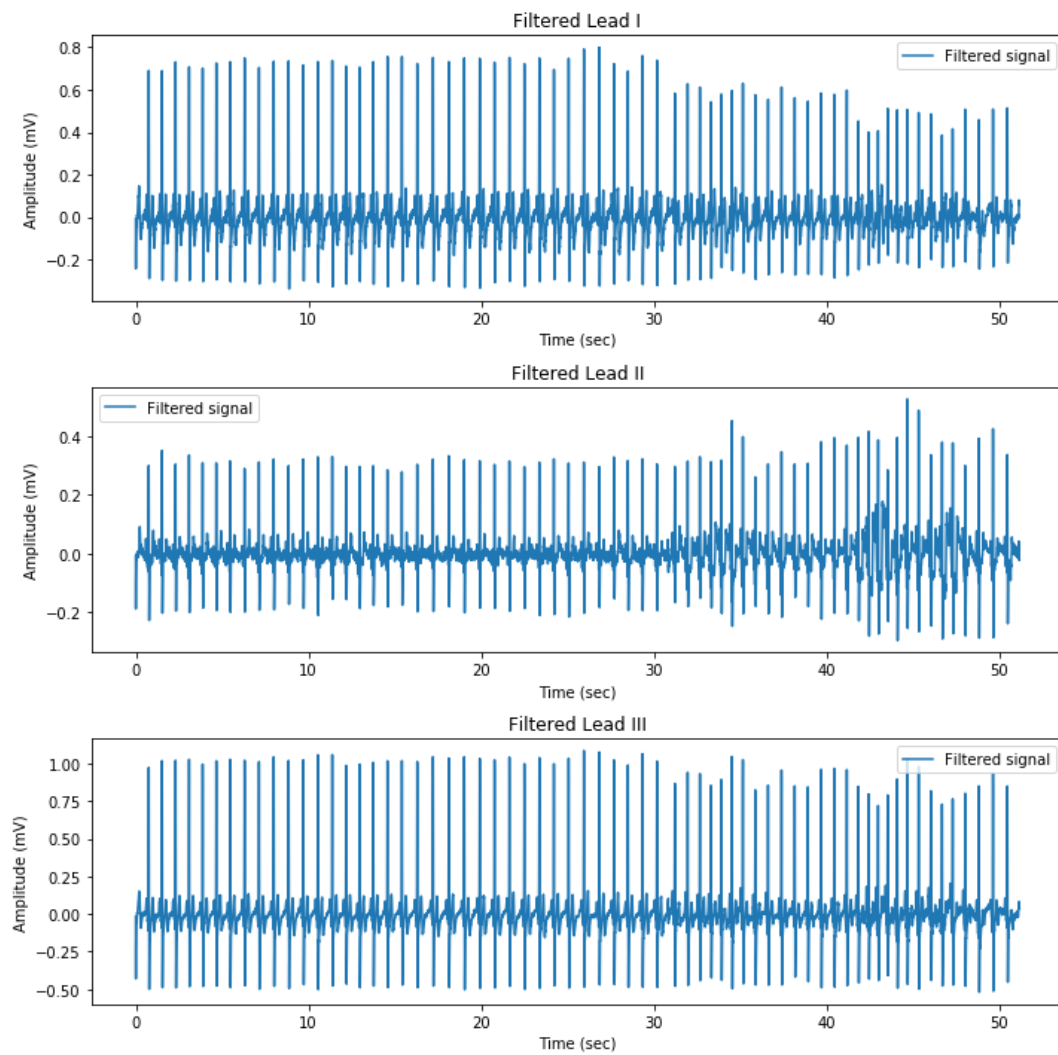 Filtered Lead I
Filtered signal
Amplitude (mV)
0.8
0.6
0.4
0.2
0.0
−0.2
0 10 20 30 40 50
Time (sec)
Filtered Lead II
Filtered signal
Amplitude (mV)
0.4
0.2
0.0
−0.2
0 10 20 30 40 50
Time (sec)
Filtered Lead III
Filtered signal
Amplitude (mV)
1.00
0.75
0.50
0.25
0.00
−0.25
−0.50
0 10 20 30 40 50
Time (sec)